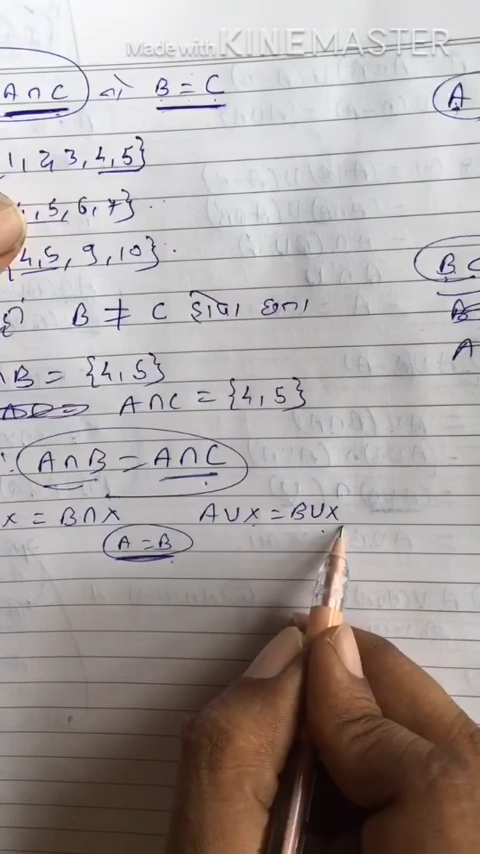 Made with KINEMASTER
A∩C તો B = C
A
1, 2, 3, 4, 5}
, 5, 6, 7}.
{4, 5, 9, 10}.
B ≠ C હોવા છતાં
∩B = {4, 5}
A∩C = {4, 5}
∴ A∩B = A∩C
X = B∩X A∪X = B∪X
A = B
B C
A